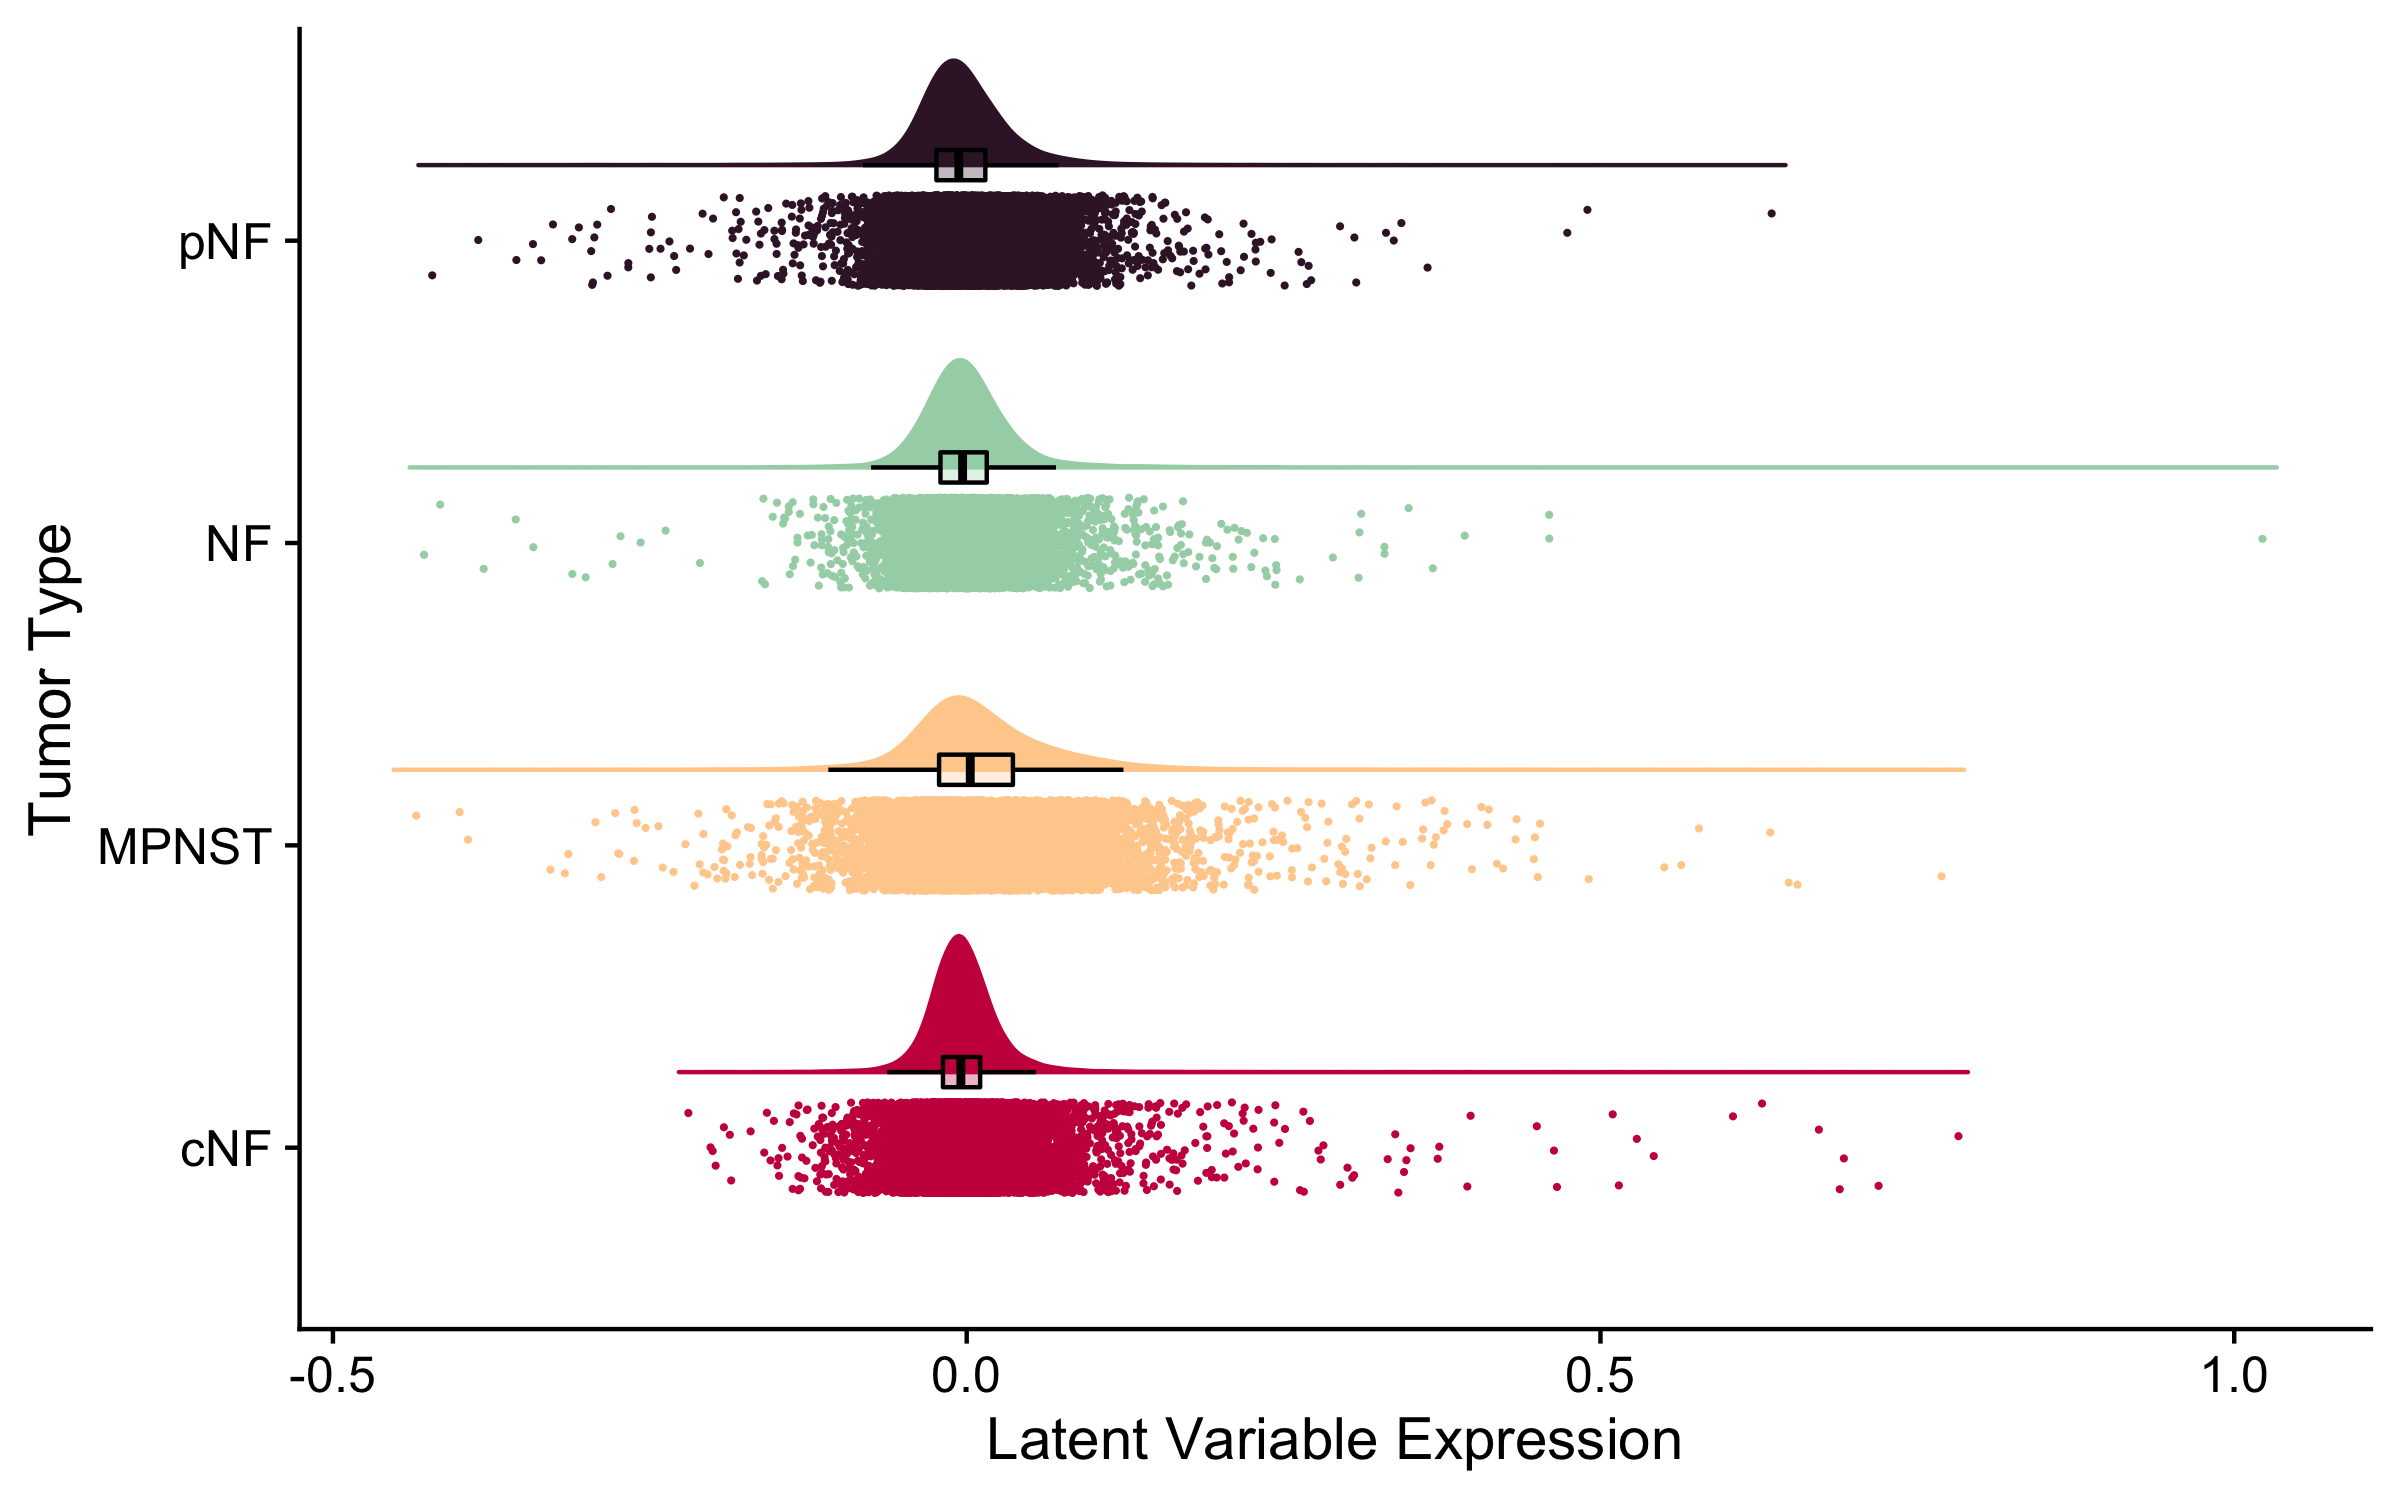 pNF
NF
MPNST
cNF
Tumor Type
-0.5
0.0
0.5
1.0
Latent Variable Expression